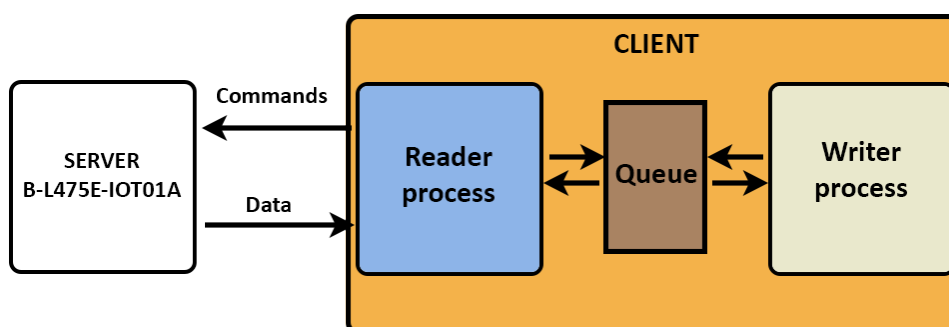 CLIENT
Commands
SERVER
B-L475E-IOT01A
Data
Reader
process
Queue
Writer
process